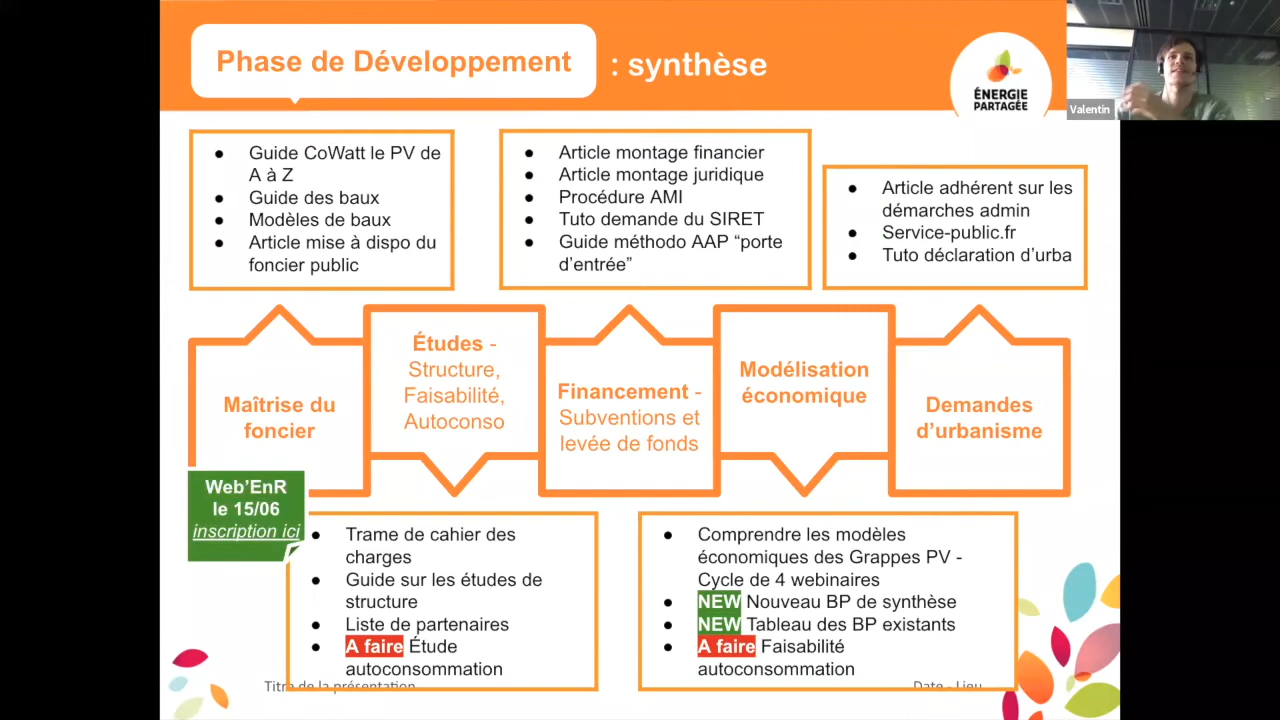 Phase de Développement : synthèse
ÉNERGIE
PARTAGÉE
Valentin
● Guide CoWatt le PV de
A à Z
● Guide des baux
● Modèles de baux
● Article mise à dispo du
foncier public
● Article montage financier
● Article montage juridique
● Procédure AMI
● Tuto demande du SIRET
● Guide méthodo AAP “porte
d’entrée”
● Article adhérent sur les
démarches admin
● Service-public.fr
● Tuto déclaration d’urba
Maîtrise du
foncier
Études -
Structure,
Faisabilité,
Autoconso
Financement -
Subventions et
levée de fonds
Modélisation
économique
Demandes
d’urbanisme
Web’EnR
le 15/06
inscription ici
● Trame de cahier des
charges
● Guide sur les études de
structure
● Liste de partenaires
● A faire Étude
autoconsommation
● Comprendre les modèles
économiques des Grappes PV -
Cycle de 4 webinaires
● NEW Nouveau BP de synthèse
● NEW Tableau des BP existants
● A faire Faisabilité
autoconsommation
Titre de la présentation
Date - Lieu